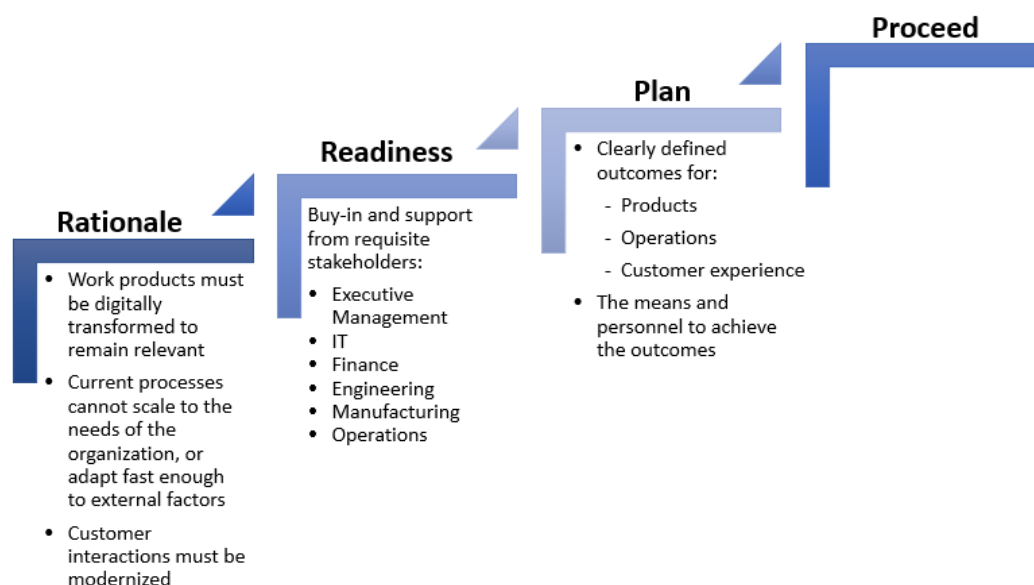 Rationale
• Work products must
be digitally
transformed to
remain relevant
• Current processes
cannot scale to the
needs of the
organization, or
adapt fast enough
to external factors
• Customer
interactions must be
modernized
Readiness
Buy-in and support
from requisite
stakeholders:
• Executive
Management
• IT
• Finance
• Engineering
• Manufacturing
• Operations
Plan
• Clearly defined
outcomes for:
- Products
- Operations
- Customer experience
• The means and
personnel to achieve
the outcomes
Proceed